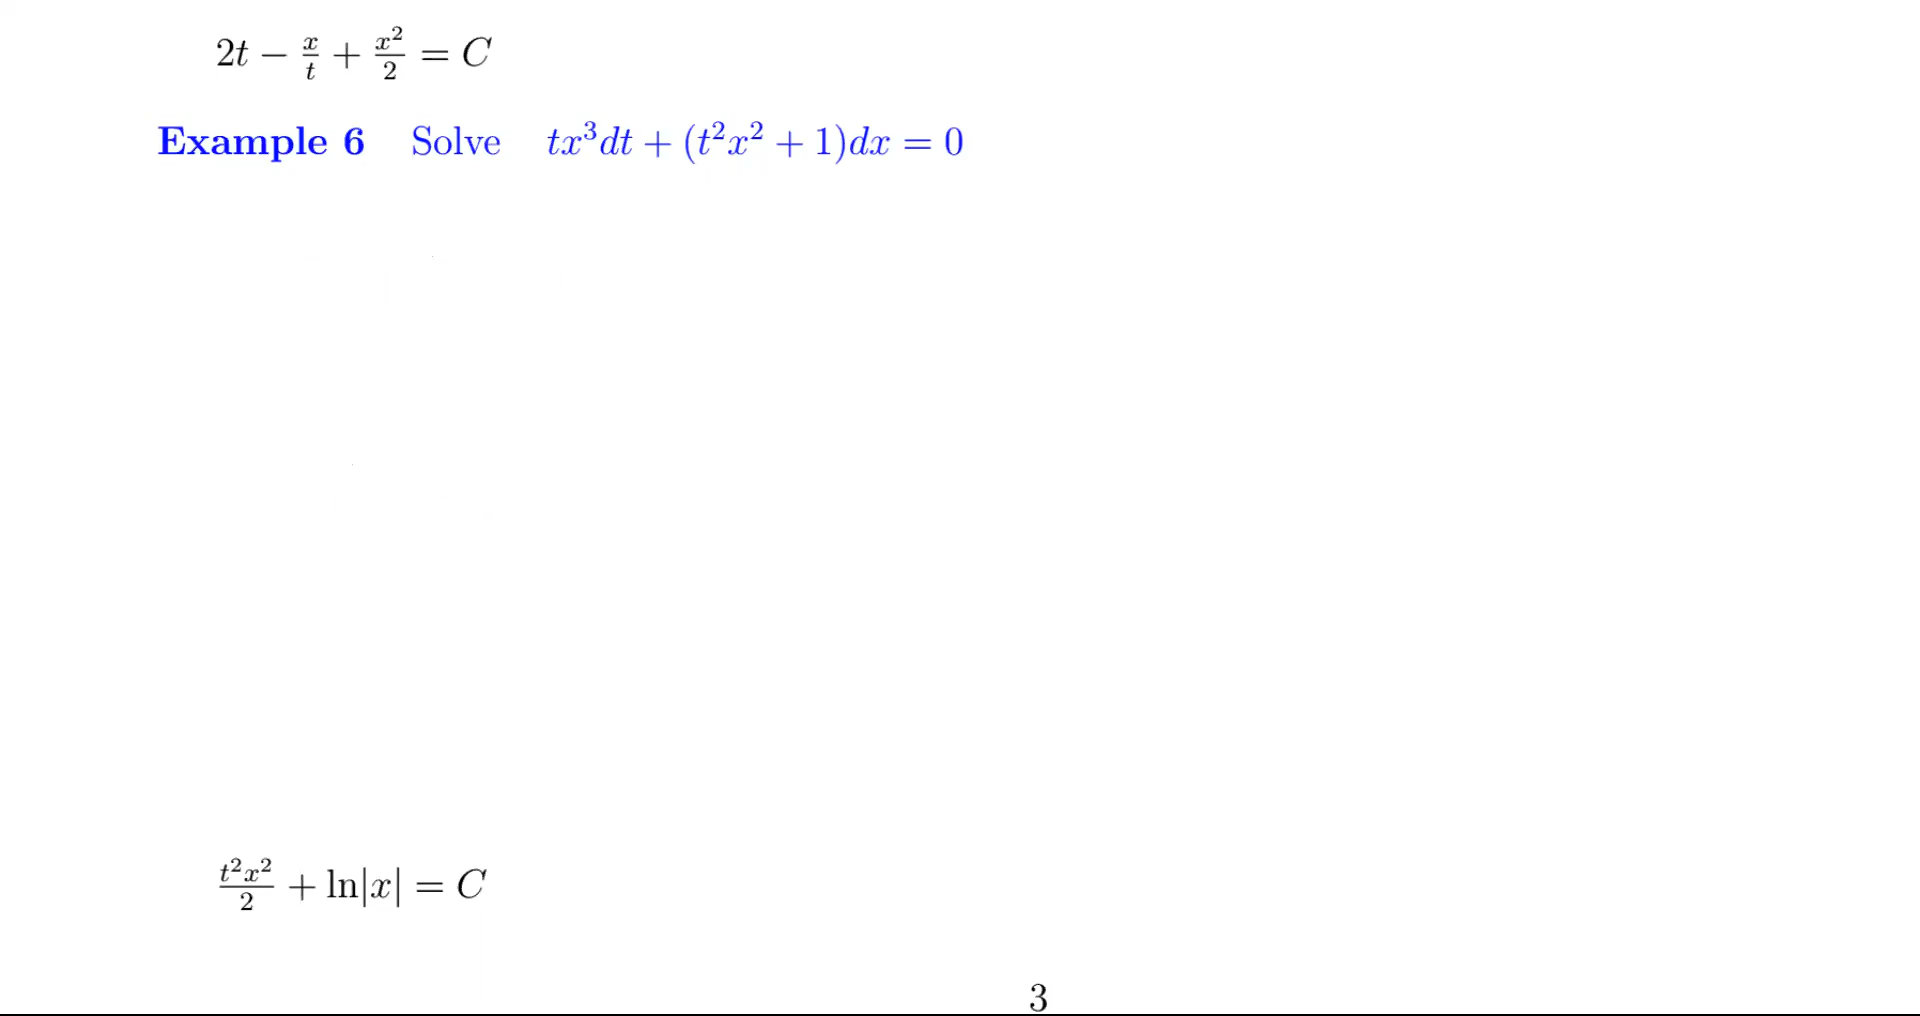 2t − x/t + x²/2 = C
Example 6 Solve tx³dt + (t²x² + 1)dx = 0
t²x²/2 + ln|x| = C
3